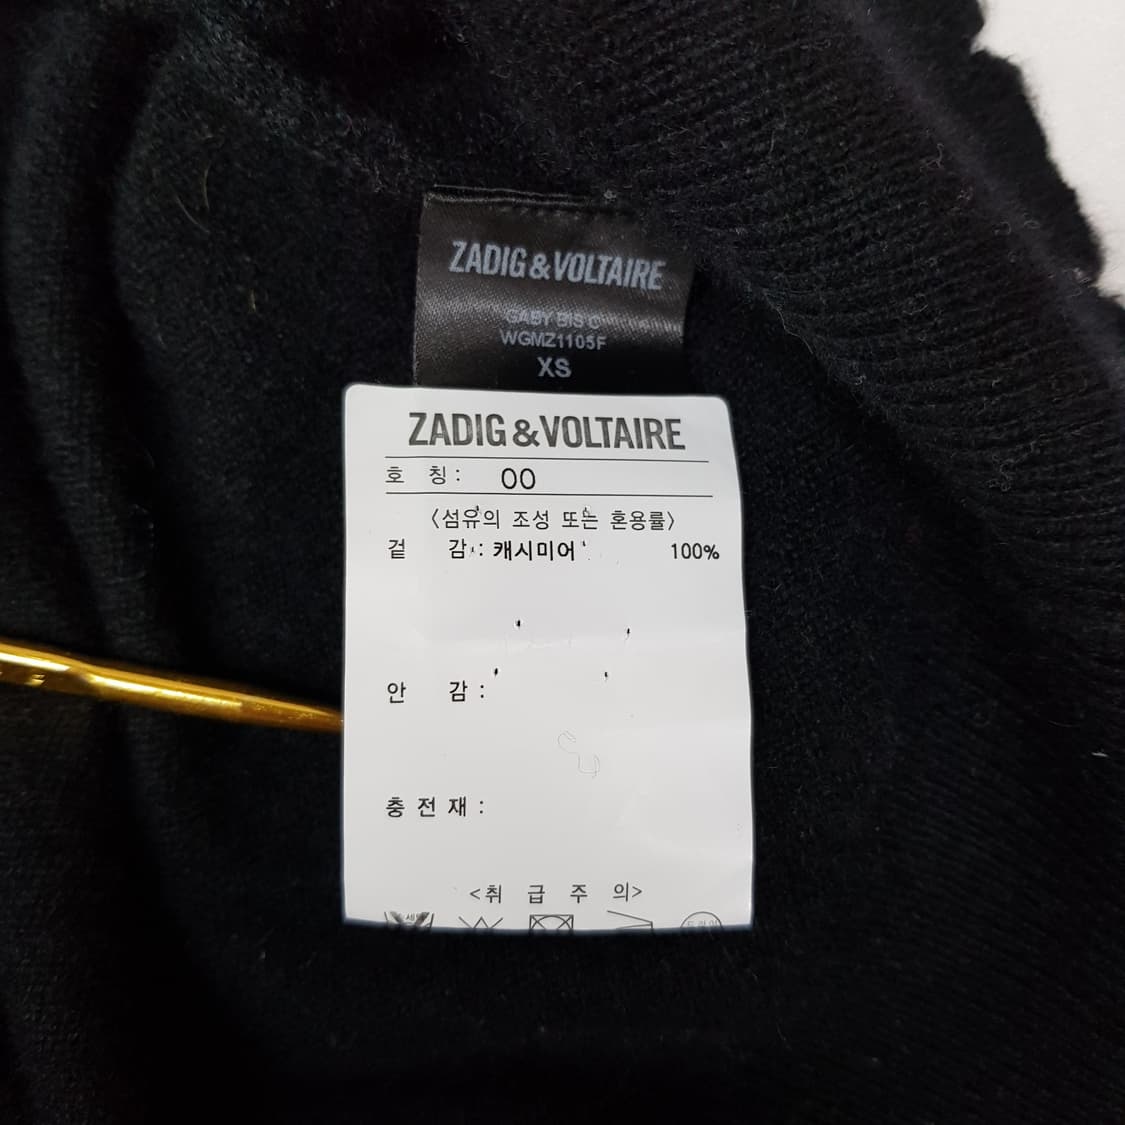 ZADIG & VOLTAIRE
GABY BIS C
WGMZ1105F
XS
ZADIG & VOLTAIRE
호 칭 : 00
<섬유의 조성 또는 혼용률>
겉 감 : 캐시미어 100%
안 감 :
충 전 재 :
<취 급 주 의>